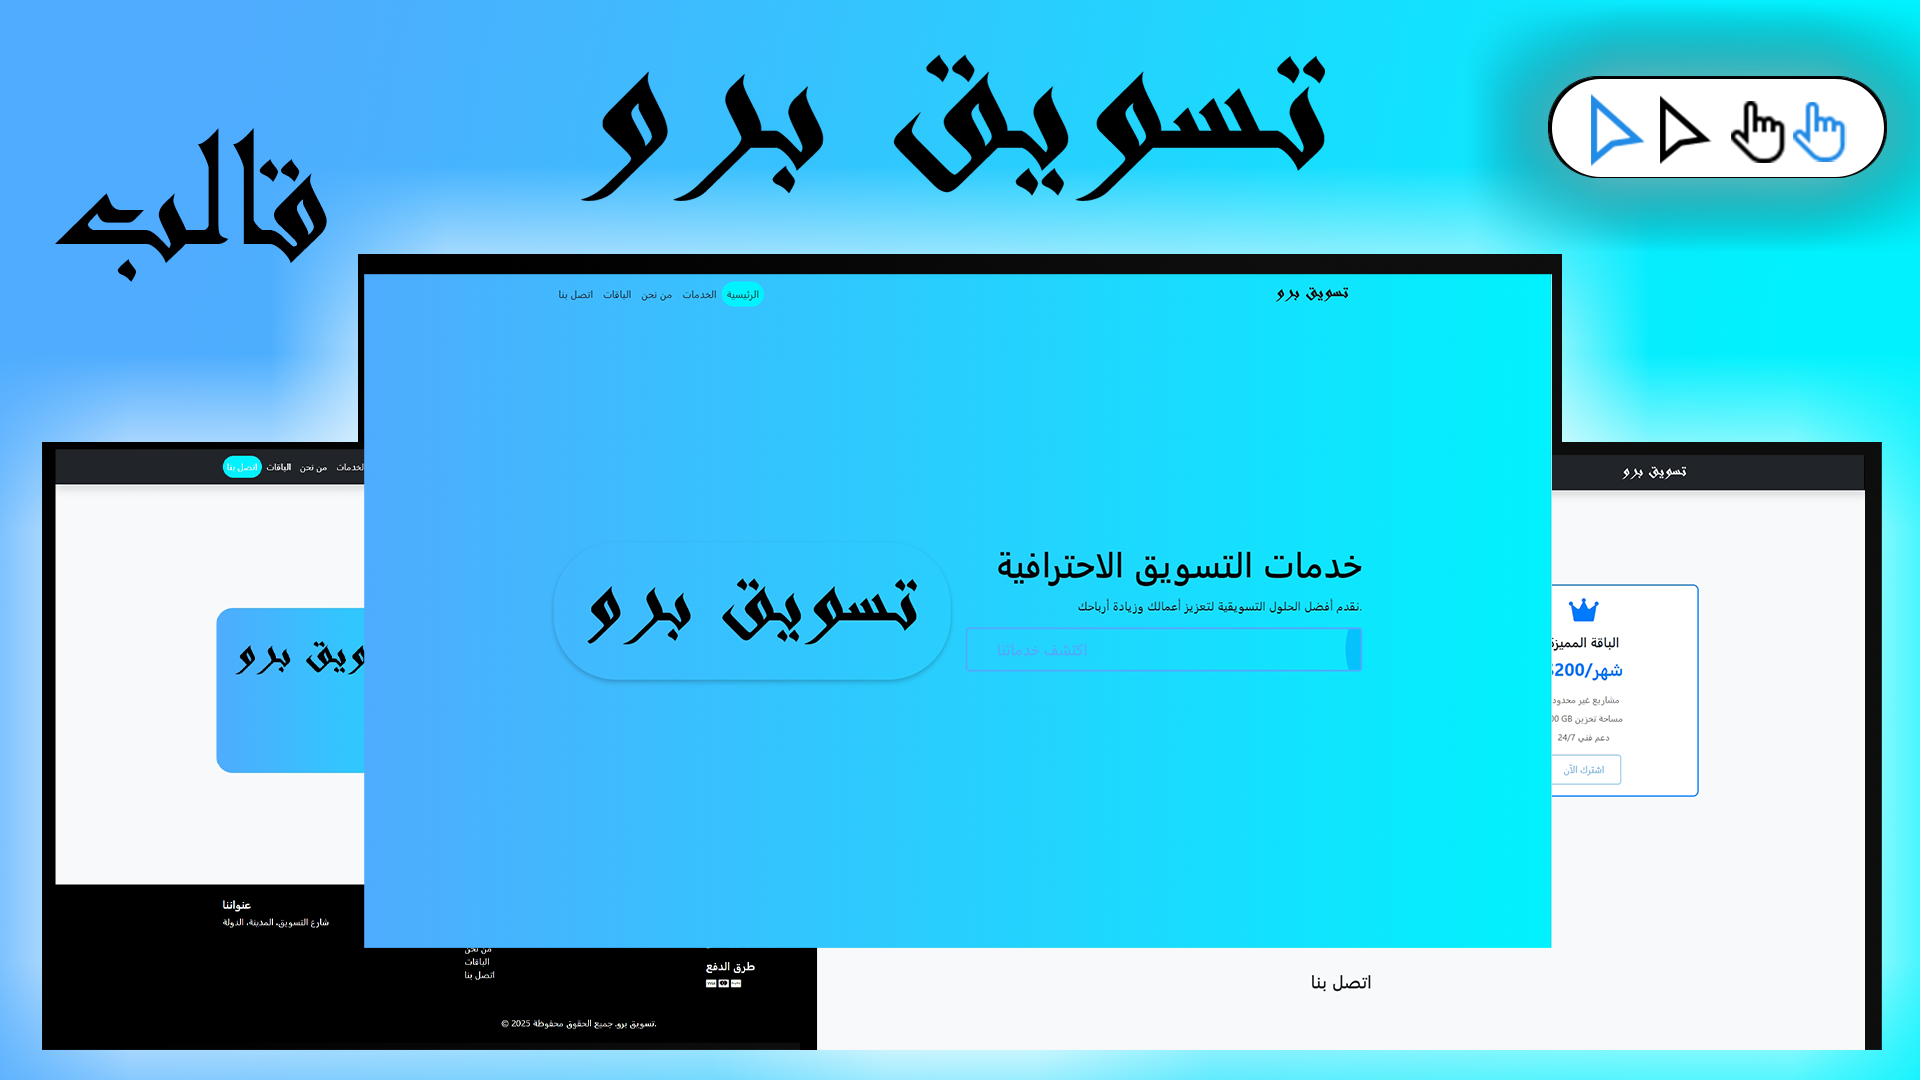 تسويق برو
قالب
تسويق برو
الرئيسية
الخدمات
من نحن
الباقات
اتصل بنا
خدمات التسويق الاحترافية
نقدم أفضل الحلول التسويقية لتعزيز أعمالك وزيادة أرباحك.
اكتشف خدماتنا
تسويق برو
تسويق برو
الباقة المميزة
شهر/200
مشاريع غير محدود
مساحة تخزين GB
دعم فني 24/7
اشترك الآن
اتصل بنا
الخدمات
من نحن
الباقات
اتصل بنا
برو
عنواننا
شارع التسويق، المدينة، الدولة
من نحن
الباقات
اتصل بنا
طرق الدفع
© 2025 تسويق برو. جميع الحقوق محفوظة.